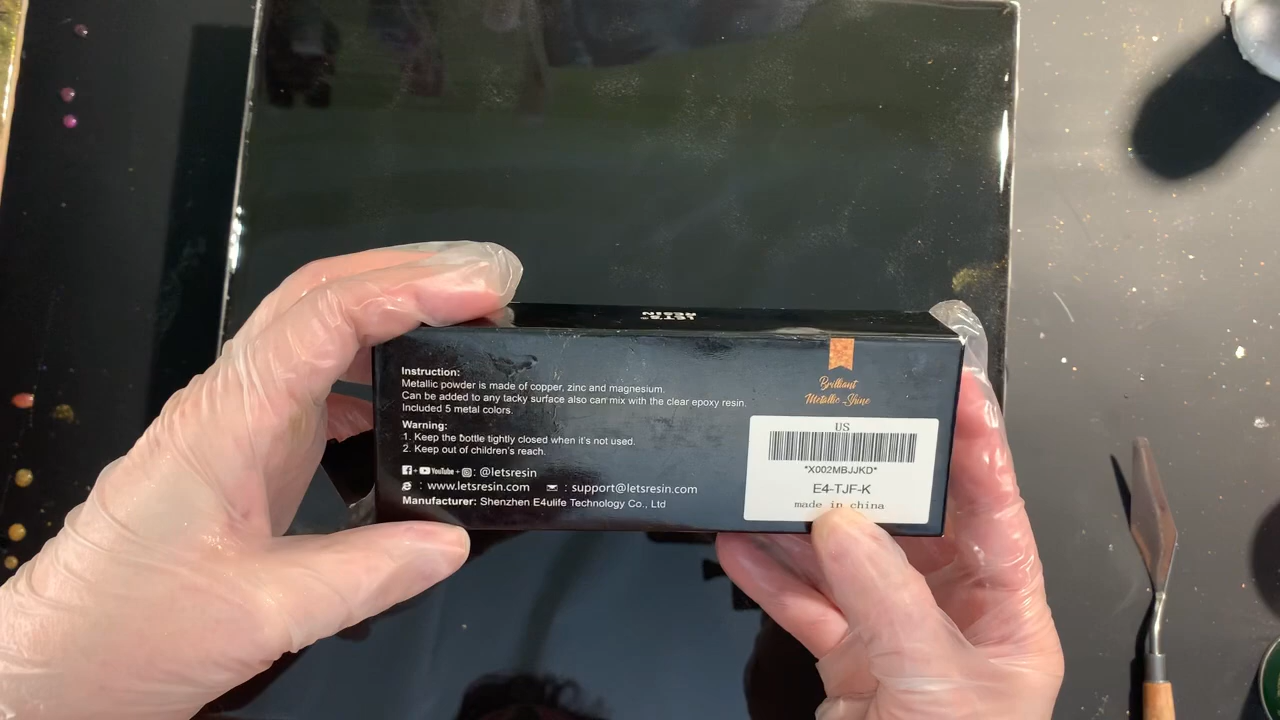 LET'S RESIN
Instruction:
Metallic powder is made of copper, zinc and magnesium.
Can be added to any tacky surface also can mix with the clear epoxy resin.
Included 5 metal colors.
Warning:
1. Keep the bottle tightly closed when it's not used.
2. Keep out of children's reach.
+ YouTube + : @letsresin
: www.letsresin.com : support@letsresin.com
Manufacturer: Shenzhen E4ulife Technology Co., Ltd
Brilliant
Metallic Shine
US
*X002MBJJKD*
E4-TJF-K
made in china